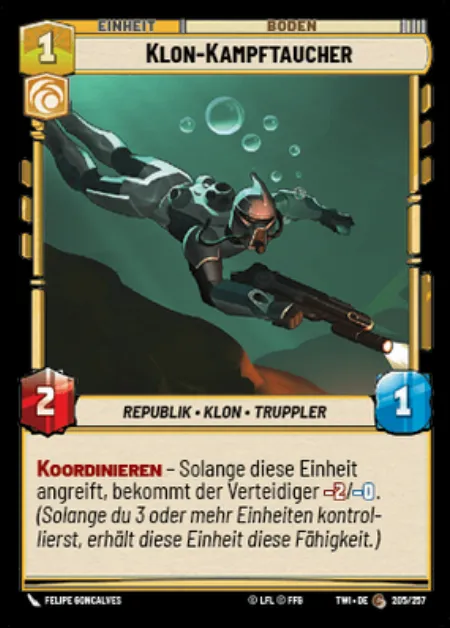 EINHEIT
BODEN
1
KLON-KAMPFTAUCHER
2
REPUBLIK • KLON • TRUPPLER
1
KOORDINIEREN – Solange diese Einheit
angreift, bekommt der Verteidiger -2/-0.
(Solange du 3 oder mehr Einheiten kontrol-
lierst, erhält diese Einheit diese Fähigkeit.)
FELIPE GONCALVES
© LFL © FFG
TWI • DE
C
205/257